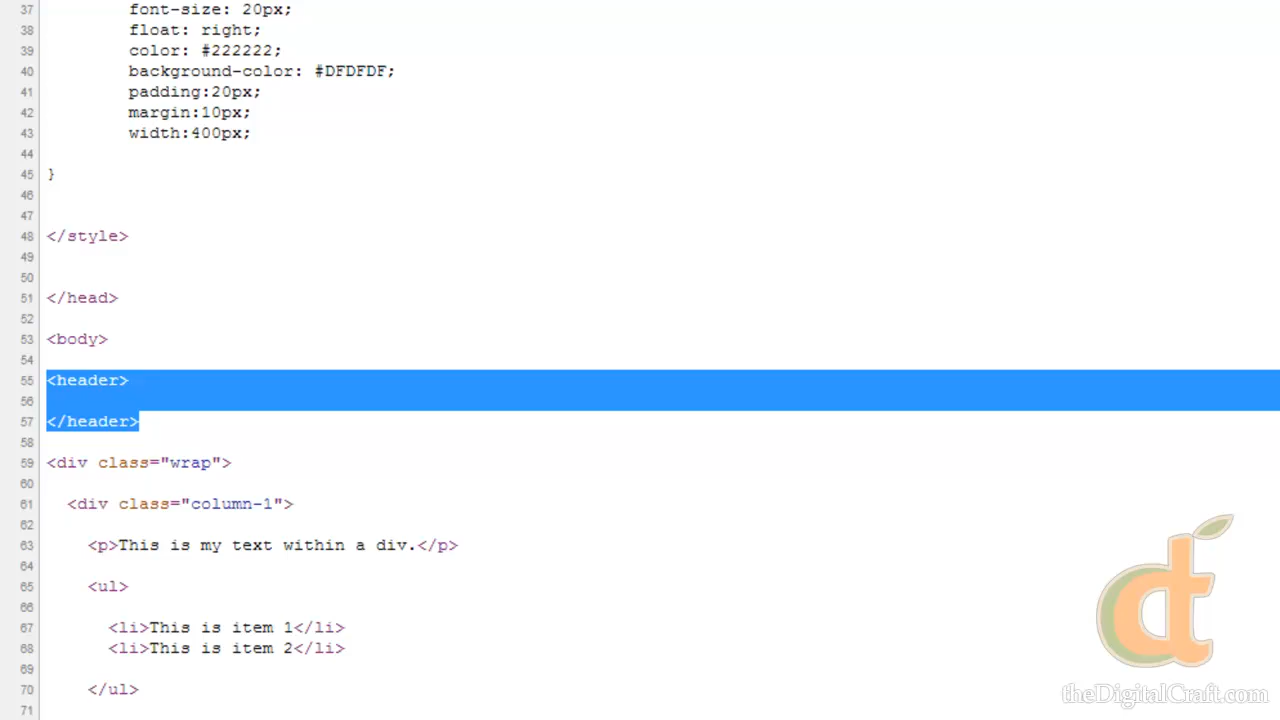 37 font-size: 20px;
38 float: right;
39 color: #222222;
40 background-color: #DFDFDF;
41 padding:20px;
42 margin:10px;
43 width:400px;
44
45 }
46
47
48 </style>
49
50
51 </head>
52
53 <body>
54
55 <header>
56
57 </header>
58
59 <div class="wrap">
60
61 <div class="column-1">
62
63 <p>This is my text within a div.</p>
64
65 <ul>
66
67 <li>This is item 1</li>
68 <li>This is item 2</li>
69
70 </ul>
71
dt
theDigitalCraft.com